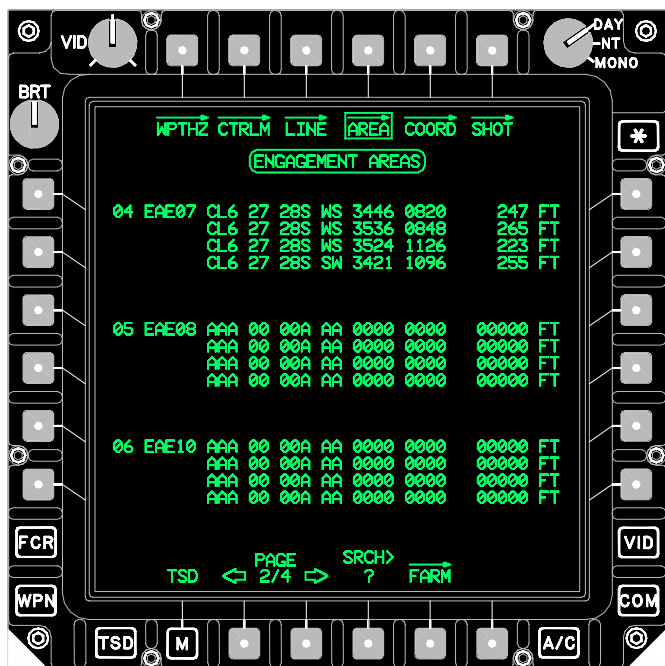 VID
DAY
NT
MONO
BRT
WPTHZ CTRLM LINE AREA COORD SHOT
*
ENGAGEMENT AREAS
04 EAE07 CL6 27 28S WS 3446 0820 247 FT
CL6 27 28S WS 3536 0848 265 FT
CL6 27 28S WS 3524 1126 223 FT
CL6 27 28S SW 3421 1096 255 FT
05 EAE08 AAA 00 00A AA 0000 0000 00000 FT
AAA 00 00A AA 0000 0000 00000 FT
AAA 00 00A AA 0000 0000 00000 FT
AAA 00 00A AA 0000 0000 00000 FT
06 EAE10 AAA 00 00A AA 0000 0000 00000 FT
AAA 00 00A AA 0000 0000 00000 FT
AAA 00 00A AA 0000 0000 00000 FT
AAA 00 00A AA 0000 0000 00000 FT
FCR
VID
PAGE SRCH>
TSD 2/4 ? FARM
WPN
COM
TSD M A/C